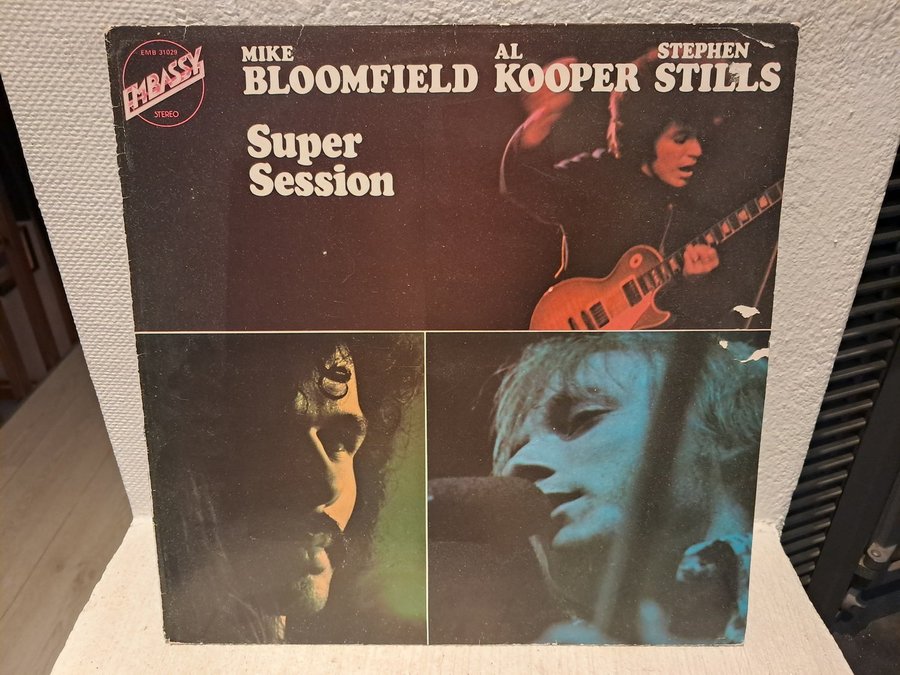 EMB 31029
EMBASSY
STEREO
MIKE
BLOOMFIELD
AL
KOOPER
STEPHEN
STILLS
Super
Session